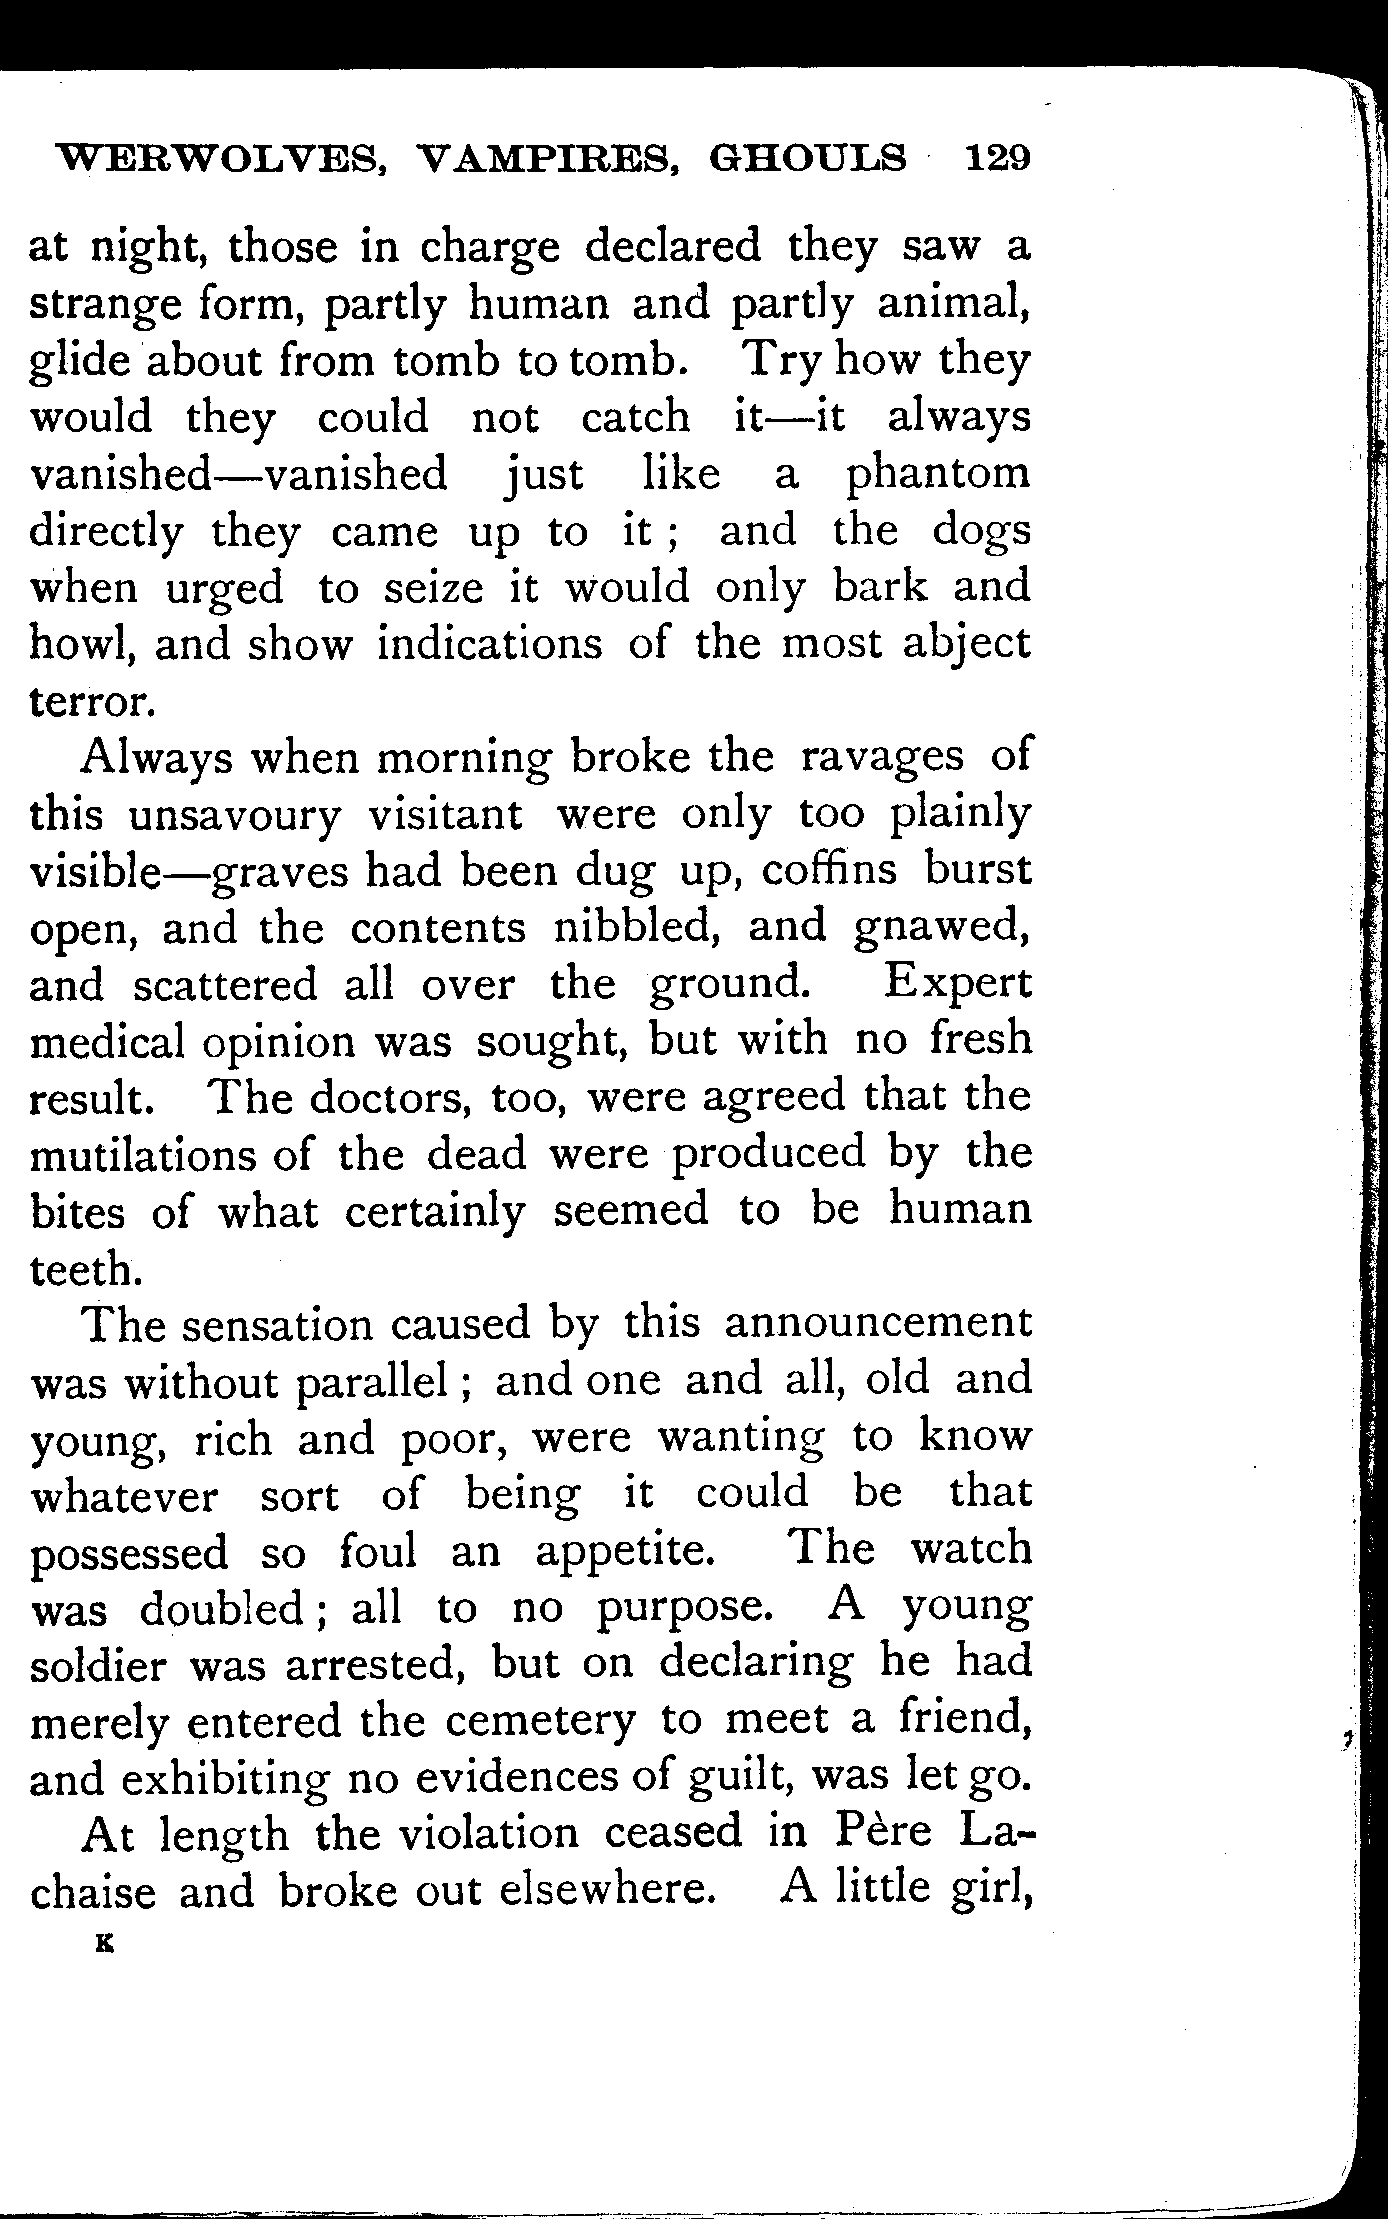 WERWOLVES, VAMPIRES, GHOULS 129
at night, those in charge declared they saw a
strange form, partly human and partly animal,
glide about from tomb to tomb. Try how they
would they could not catch it—it always
vanished—vanished just like a phantom
directly they came up to it ; and the dogs
when urged to seize it would only bark and
howl, and show indications of the most abject
terror.
Always when morning broke the ravages of
this unsavoury visitant were only too plainly
visible—graves had been dug up, coffins burst
open, and the contents nibbled, and gnawed,
and scattered all over the ground. Expert
medical opinion was sought, but with no fresh
result. The doctors, too, were agreed that the
mutilations of the dead were produced by the
bites of what certainly seemed to be human
teeth.
The sensation caused by this announcement
was without parallel ; and one and all, old and
young, rich and poor, were wanting to know
whatever sort of being it could be that
possessed so foul an appetite. The watch
was doubled ; all to no purpose. A young
soldier was arrested, but on declaring he had
merely entered the cemetery to meet a friend,
and exhibiting no evidences of guilt, was let go.
At length the violation ceased in Père La-
chaise and broke out elsewhere. A little girl,
K